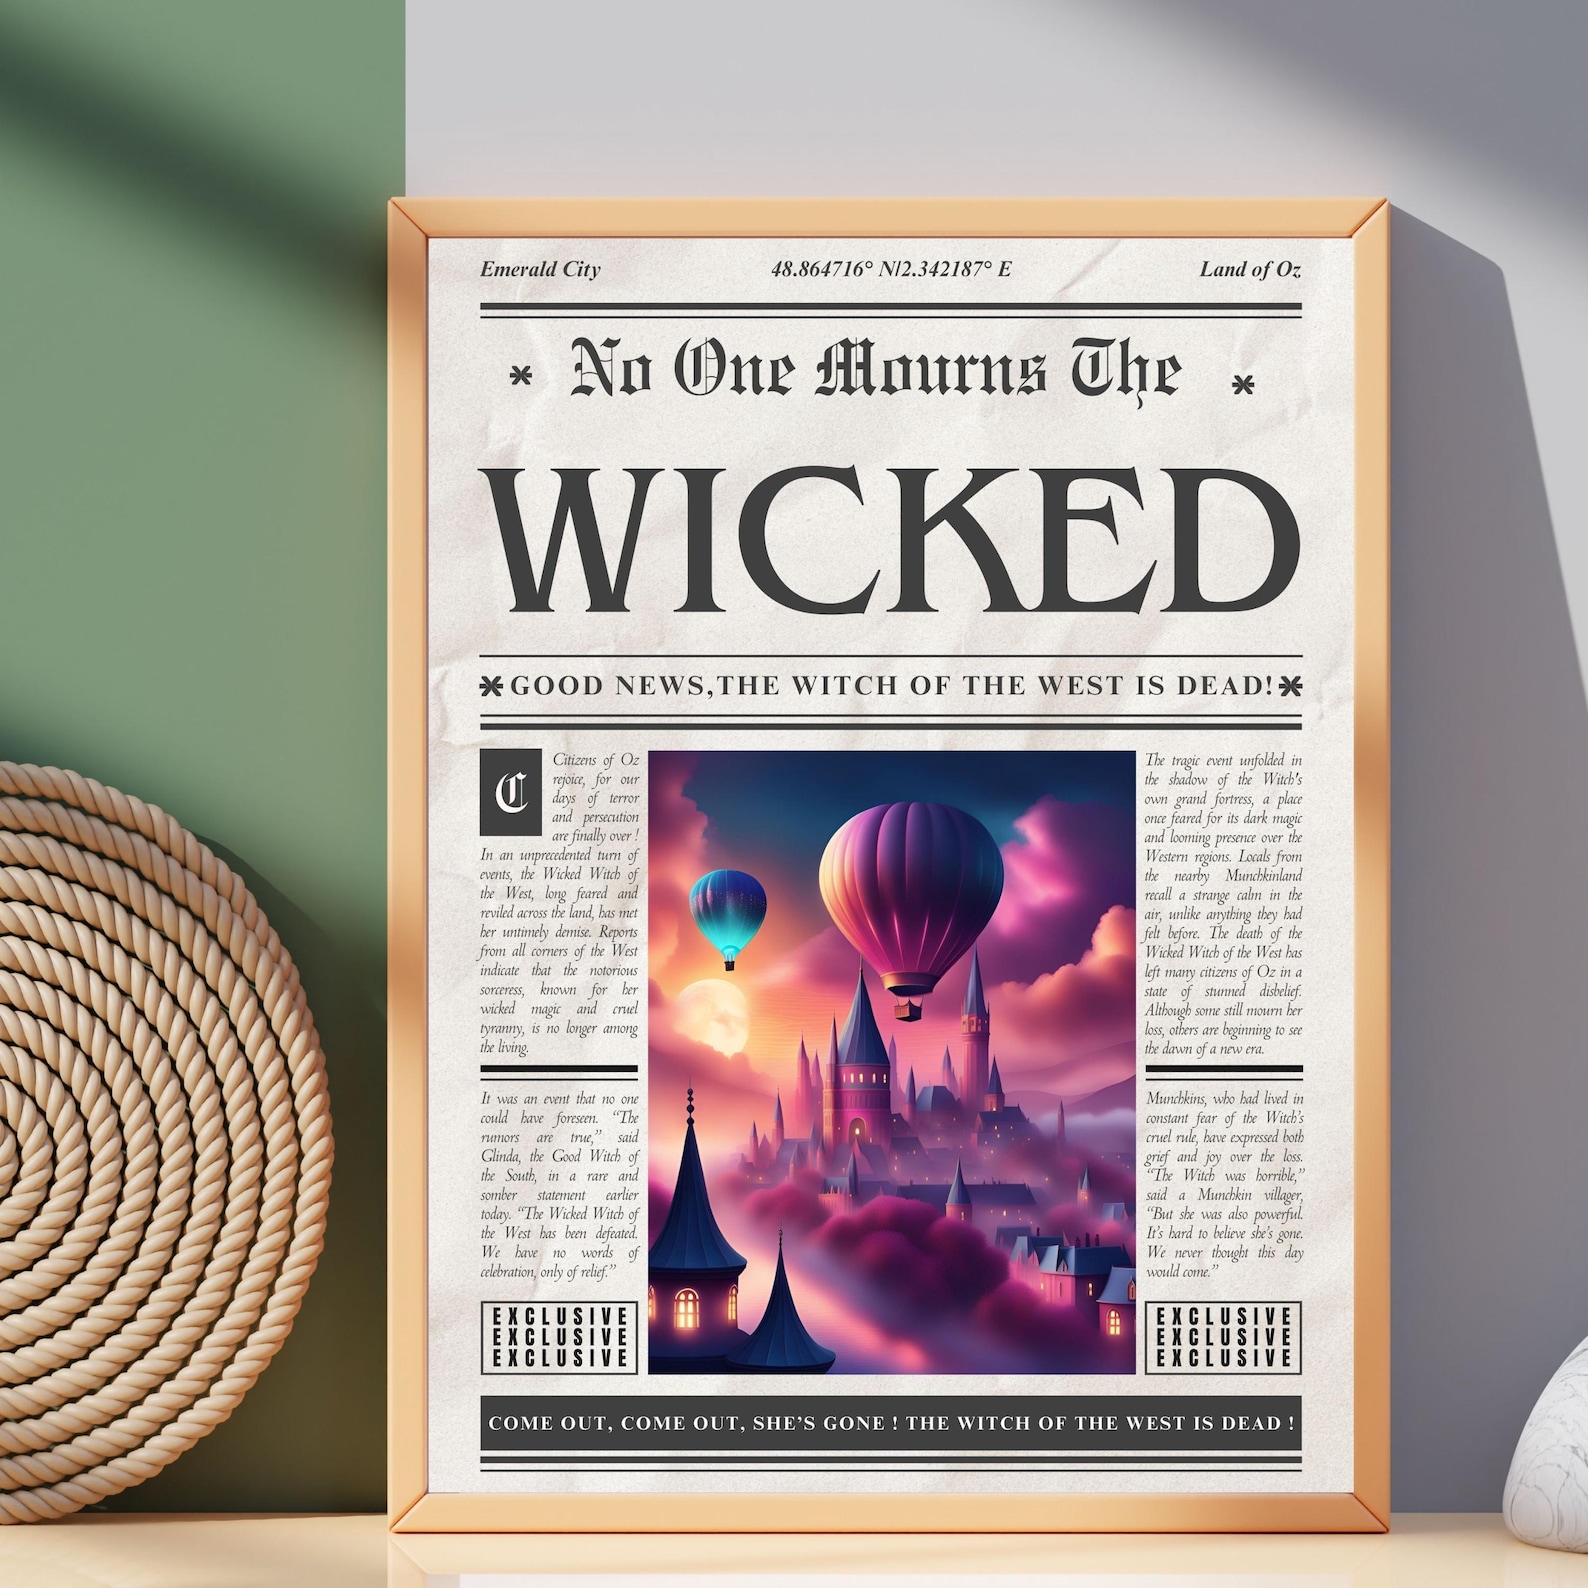 Emerald City
48.864716° N|2.342187° E
Land of Oz
* No One Mourns The *
WICKED
*GOOD NEWS,THE WITCH OF THE WEST IS DEAD!*
C
Citizens of Oz
rejoice, for our
days of terror
and persecution
are finally over !
In an unprecedented turn of
events, the Wicked Witch of
the West, long feared and
reviled across the land, has met
her untimely demise. Reports
from all corners of the West
indicate that the notorious
sorceress, known for her
wicked magic and cruel
tyranny, is no longer among
the living.
It was an event that no one
could have foreseen. “The
rumors are true,” said
Glinda, the Good Witch of
the South, in a rare and
somber statement earlier
today. “The Wicked Witch of
the West has been defeated.
We have no words of
celebration, only of relief.”
EXCLUSIVE
EXCLUSIVE
EXCLUSIVE
The tragic event unfolded in
the shadow of the Witch's
own grand fortress, a place
once feared for its dark magic
and looming presence over the
Western regions. Locals from
the nearby Munchkinland
recall a strange calm in the
air, unlike anything they had
felt before. The death of the
Wicked Witch of the West has
left many citizens of Oz in a
state of stunned disbelief.
Although some still mourn her
loss, others are beginning to see
the dawn of a new era.
Munchkins, who had lived in
constant fear of the Witch’s
cruel rule, have expressed both
grief and joy over the loss.
“The Witch was horrible,”
said a Munchkin villager,
“But she was also powerful.
It’s hard to believe she’s gone.
We never thought this day
would come.”
EXCLUSIVE
EXCLUSIVE
EXCLUSIVE
COME OUT, COME OUT, SHE’S GONE ! THE WITCH OF THE WEST IS DEAD !